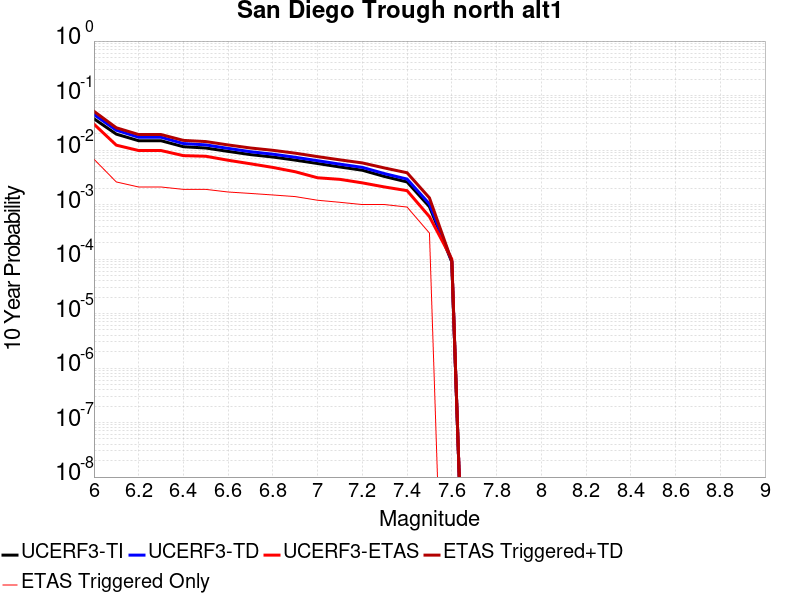 San Diego Trough north alt1
10 0
10 -1
10 -2
10 -3
10 -4
10 -5
10 -6
10 -7
10 -8
10 Year Probability
6 6.2 6.4 6.6 6.8 7 7.2 7.4 7.6 7.8 8 8.2 8.4 8.6 8.8 9
Magnitude
UCERF3-TI UCERF3-TD UCERF3-ETAS ETAS Triggered+TD
ETAS Triggered Only